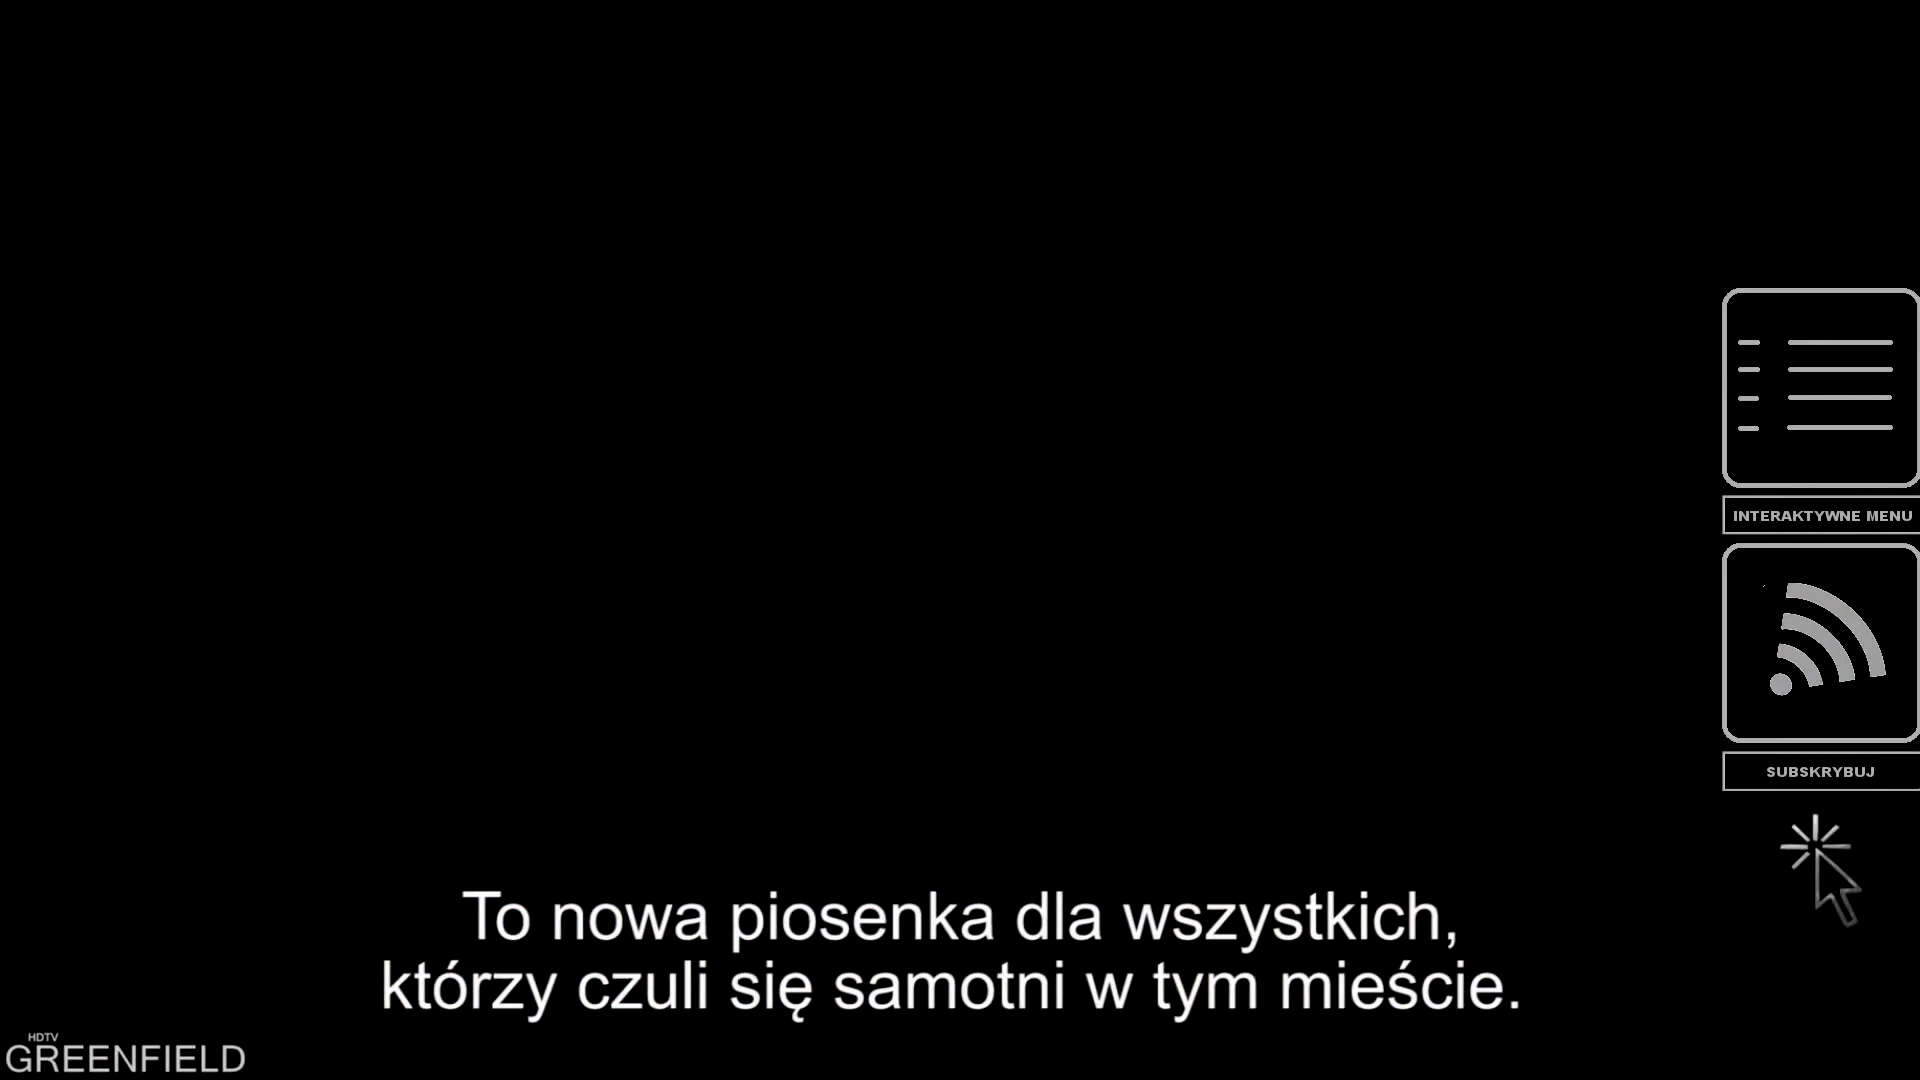 INTERAKTYWNE MENU
SUBSKRYBUJ
To nowa piosenka dla wszystkich,
którzy czuli się samotni w tym mieście.
HDTV
GREENFIELD